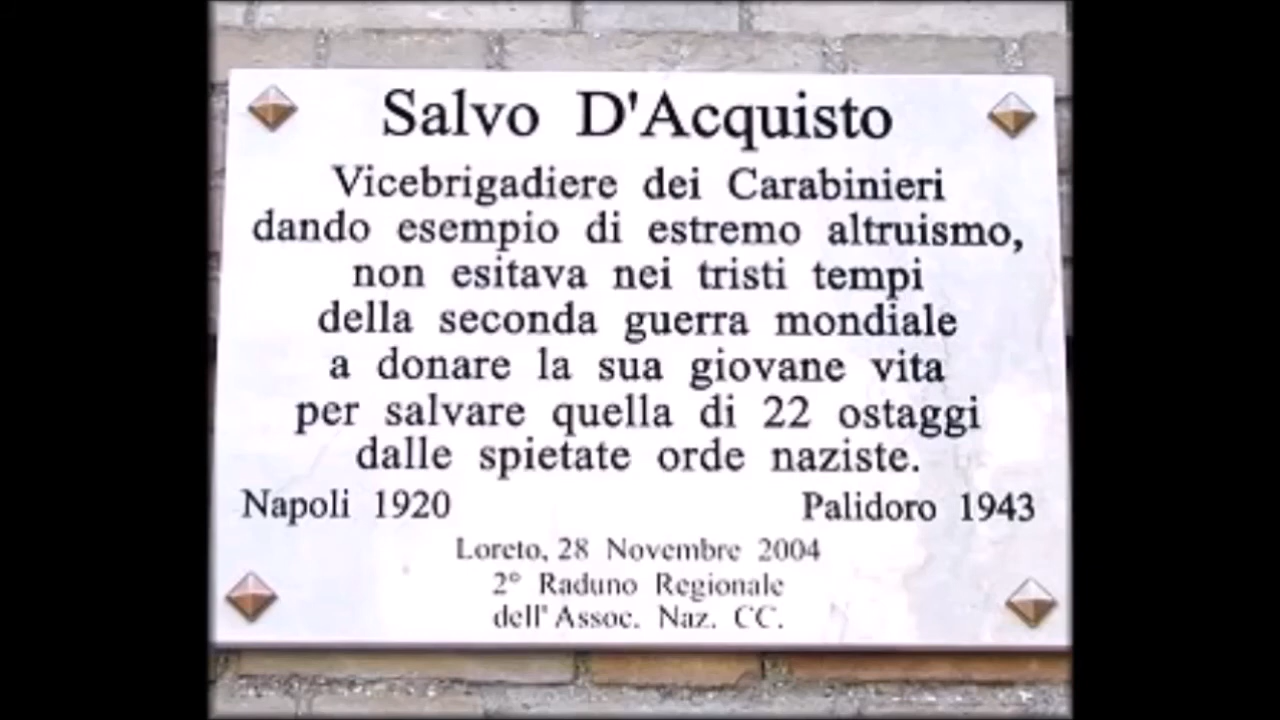 Salvo D'Acquisto
Vicebrigadiere dei Carabinieri
dando esempio di estremo altruismo,
non esitava nei tristi tempi
della seconda guerra mondiale
a donare la sua giovane vita
per salvare quella di 22 ostaggi
dalle spietate orde naziste.
Napoli 1920 Palidoro 1943
Loreto, 28 Novembre 2004
2° Raduno Regionale
dell' Assoc. Naz. CC.